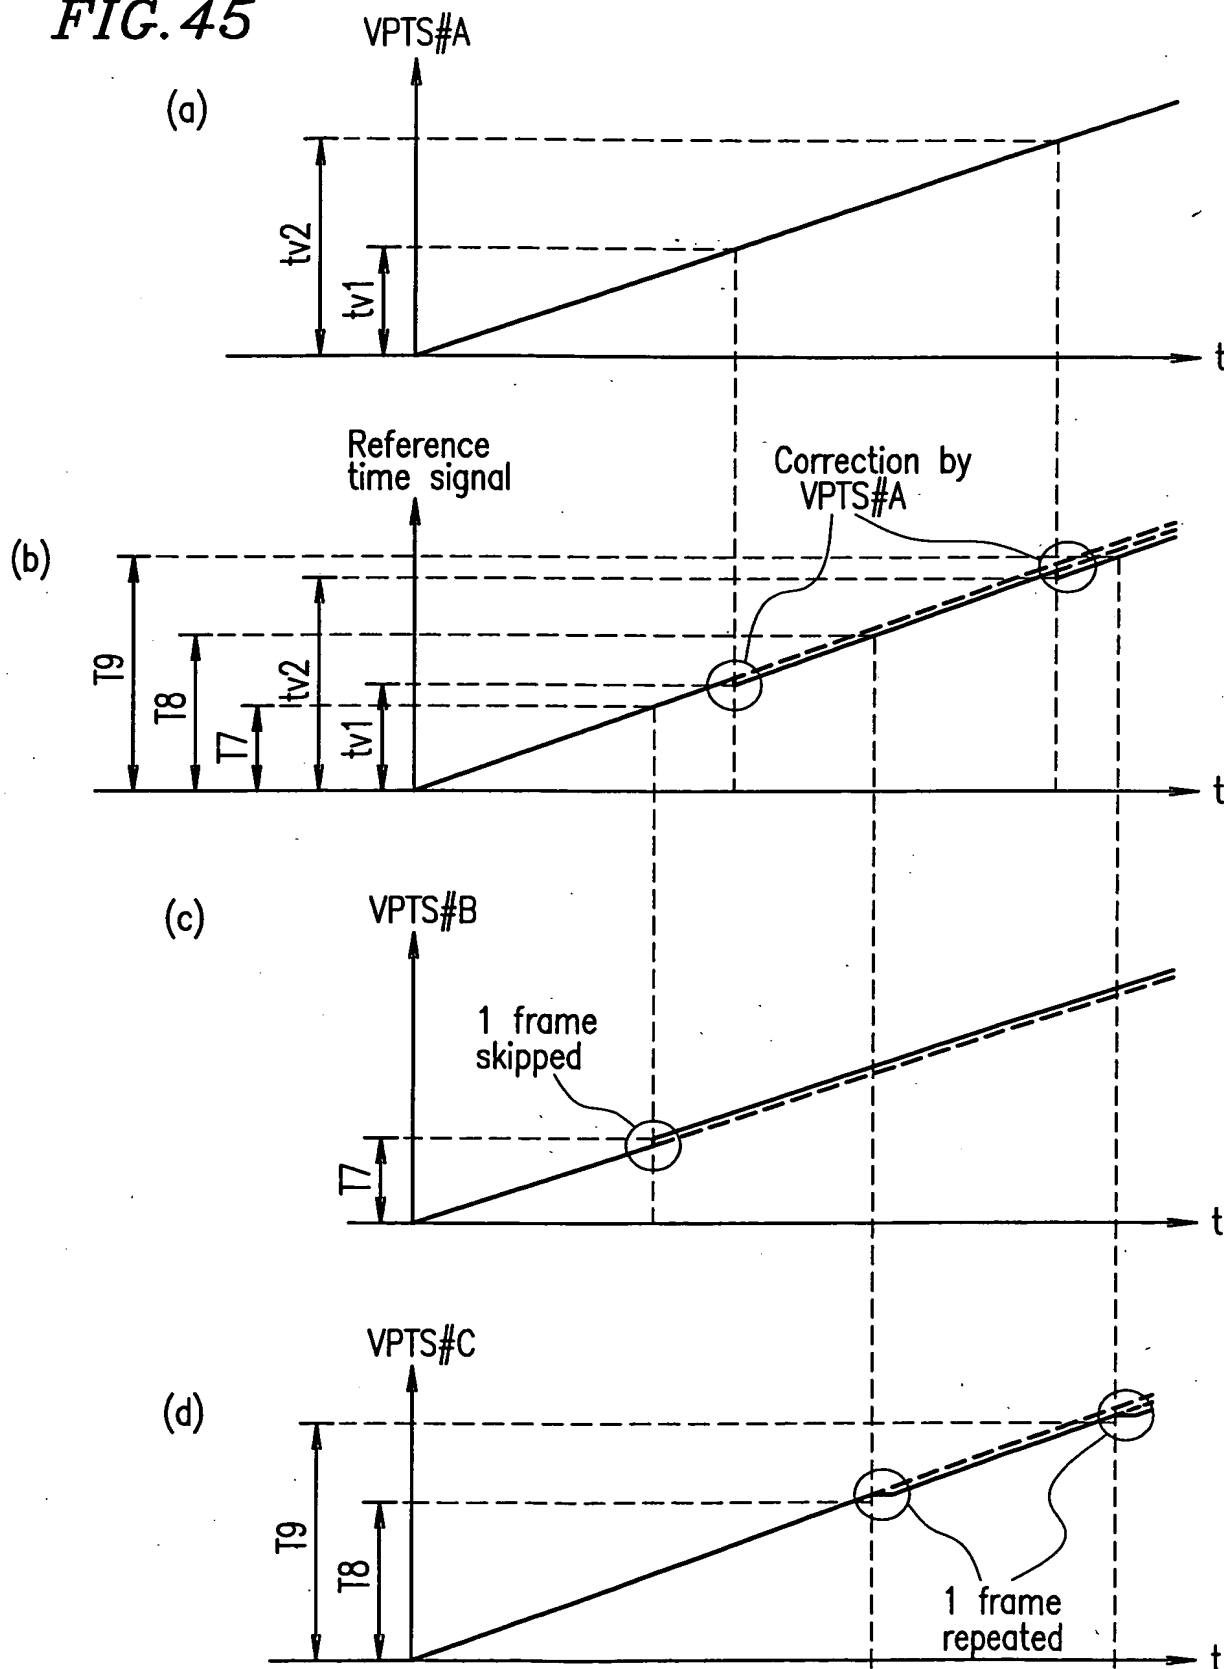 FIG. 45
VPTS#A
(a)
tv2
tv1
t
Reference
time signal
Correction by
VPTS#A
(b)
T9
T8
T7
tv2
tv1
t
(c)
VPTS#B
1 frame
skipped
T7
t
VPTS#C
(d)
T9
T8
1 frame
repeated
t